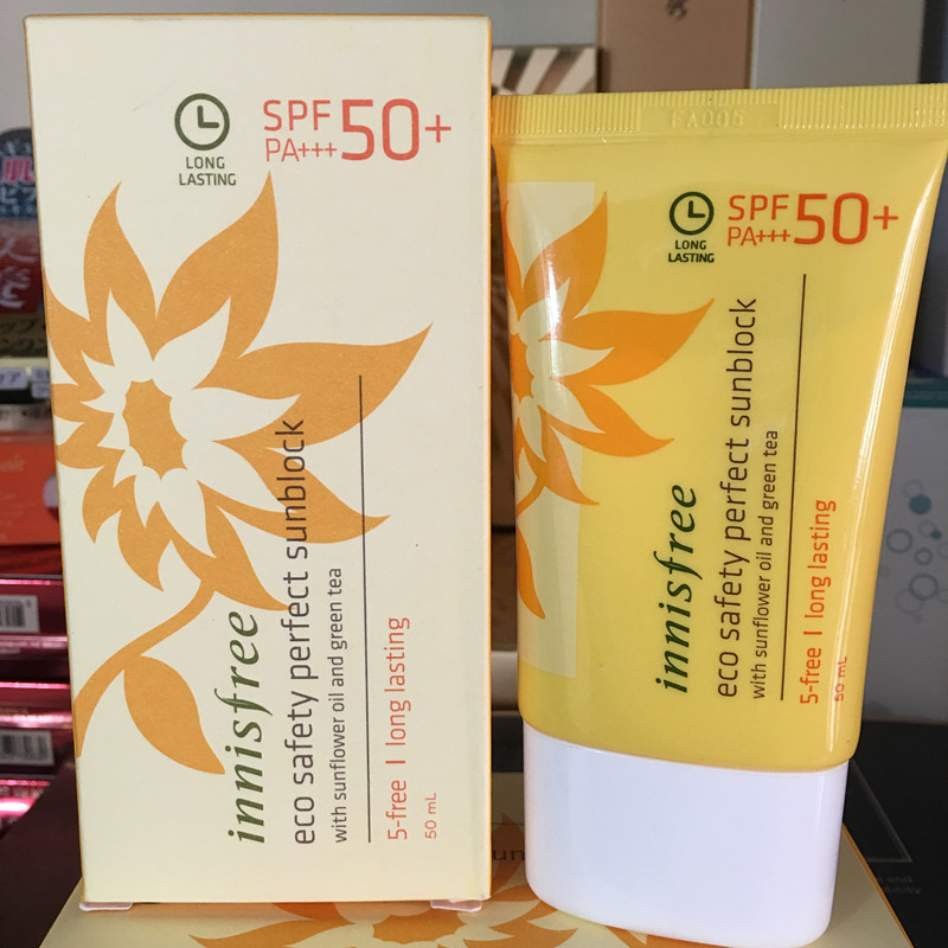 LONG
LASTING
SPF 50+
PA+++
innisfree
eco safety perfect sunblock
with sunflower oil and green tea
5-free | long lasting
50 mL
EA005
LONG
LASTING
SPF 50+
PA+++
innisfree
eco safety perfect sunblock
with sunflower oil and green tea
5-free | long lasting
50 mL